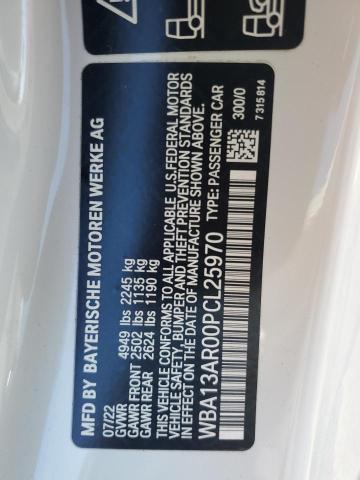 MFD BY BAYERISCHE MOTOREN WERKE AG
07/22
GVWR 4949 lbs 2245 kg
GAWR FRONT 2502 lbs 1135 kg
GAWR REAR 2624 lbs 1190 kg
THIS VEHICLE CONFORMS TO ALL APPLICABLE U.S.FEDERAL MOTOR
VEHICLE SAFETY, BUMPER AND THEFT PREVENTION STANDARDS
IN EFFECT ON THE DATE OF MANUFACTURE SHOWN ABOVE.
WBA13AR00PCL25970 TYPE: PASSENGER CAR
300/0
7 315 814